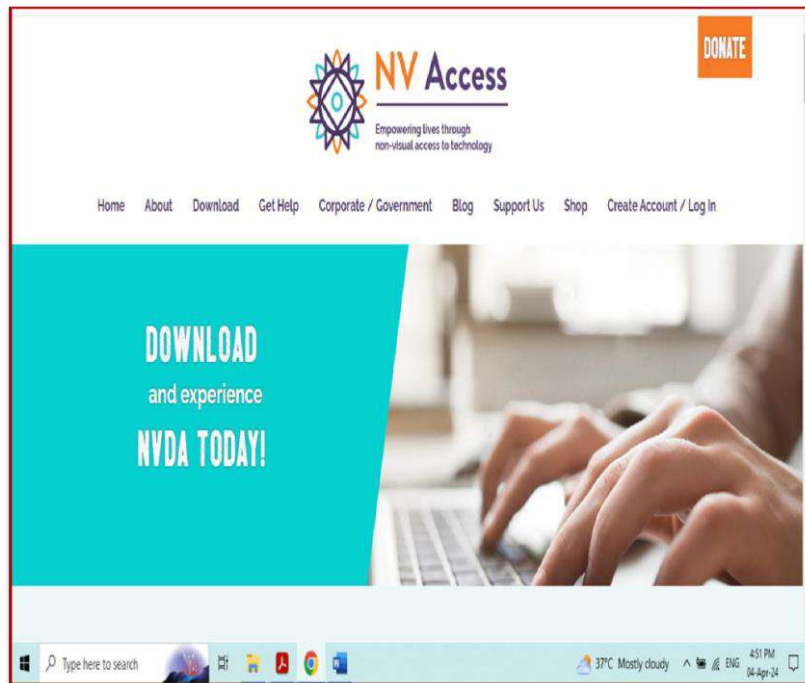 DONATE
NV Access
Empowering lives through
non-visual access to technology
Home About Download Get Help Corporate / Government Blog Support Us Shop Create Account / Log In
DOWNLOAD
and experience
NVDA TODAY!
Type here to search
37°C Mostly cloudy
ENG
4:51 PM
04-Apr-24